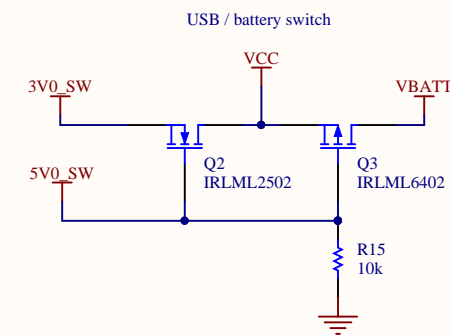 USB / battery switch
VCC
3V0_SW
VBATT
Q2
IRLML2502
Q3
IRLML6402
5V0_SW
R15
10k